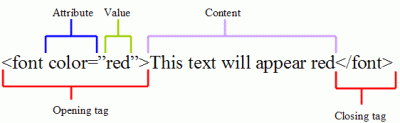 Attribute Value Content
<font color="red”>This text will appear red</font>
Opening tag
Closing tag